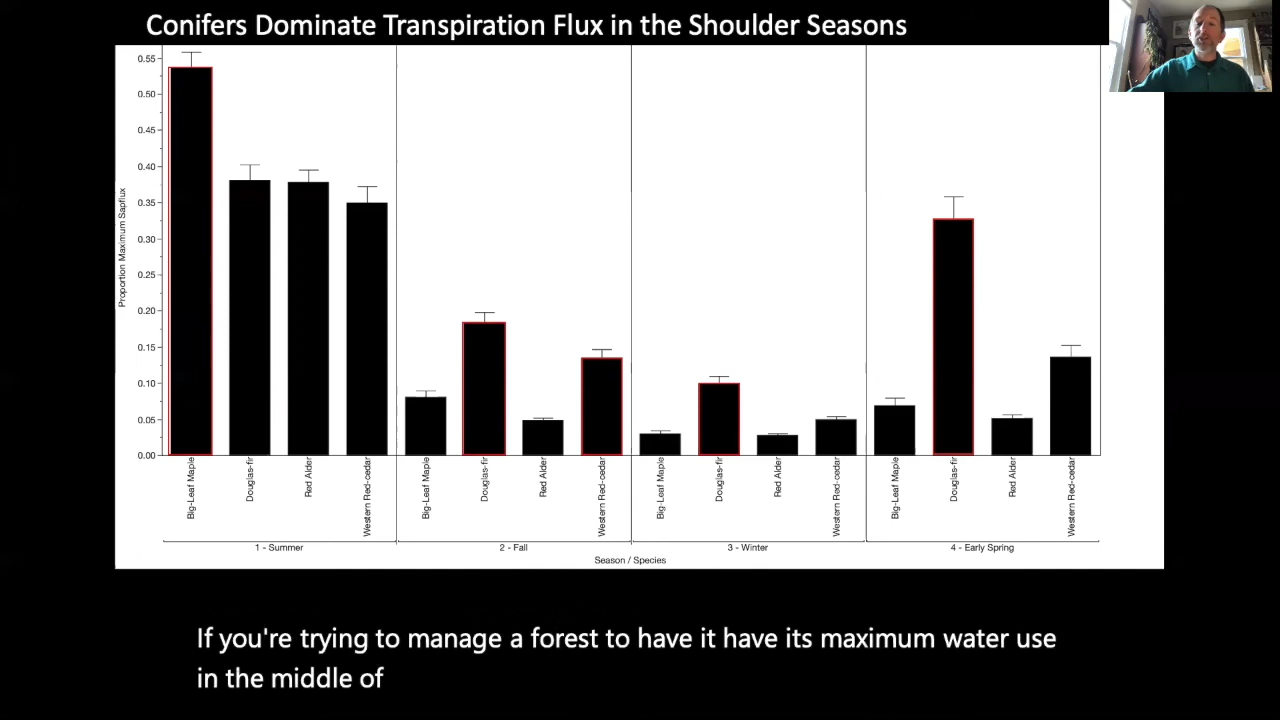 Conifers Dominate Transpiration Flux in the Shoulder Seasons
Proportion Maximum Sapflux
0.55
0.50
0.45
0.40
0.35
0.30
0.25
0.20
0.15
0.10
0.05
0.00
Big-Leaf Maple
Douglas-fir
Red Alder
Western Red-cedar
Big-Leaf Maple
Douglas-fir
Red Alder
Western Red-cedar
Big-Leaf Maple
Douglas-fir
Red Alder
Western Red-cedar
Big-Leaf Maple
Douglas-fir
Red Alder
Western Red-cedar
1 - Summer
2 - Fall
3 - Winter
4 - Early Spring
Season / Species
If you're trying to manage a forest to have it have its maximum water use
in the middle of